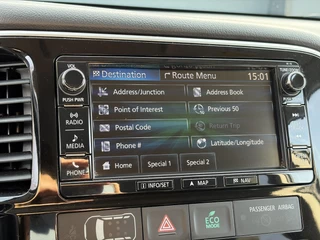 VOL
PUSH PWR
RADIO
MEDIA
PHONE
Destination
Route Menu
15:01
Address/Junction
Address Book
Point of Interest
Previous 50
Postal Code
Return Trip
Phone #
Latitude/Longitude
Home
Special 1
Special 2
INFO/SET
MAP
NAVI
ECO
MODE
PASSENGER AIRBAG